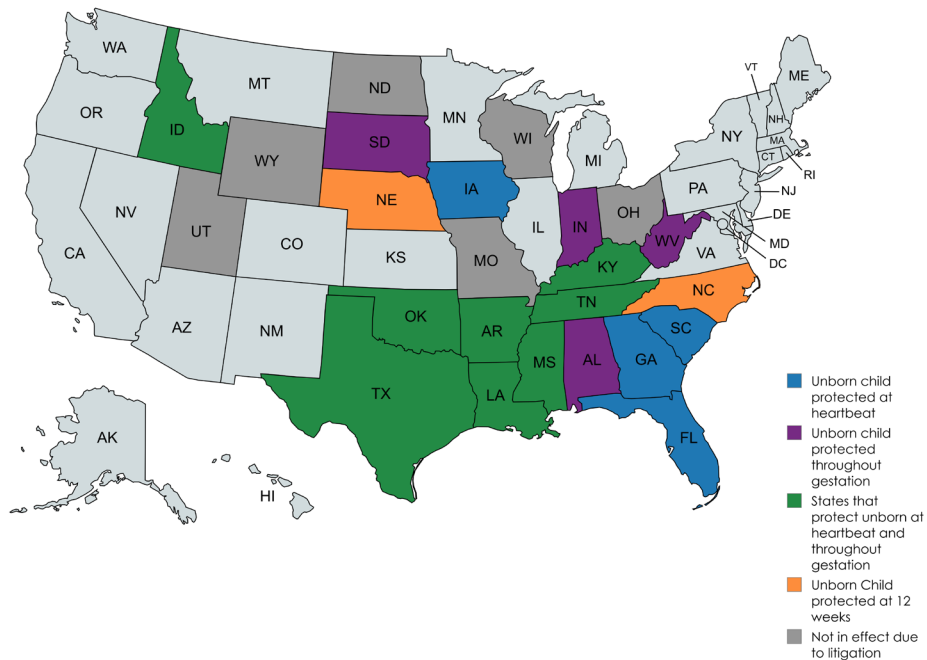 WA
OR
CA
NV
ID
MT
WY
UT
AZ
CO
NM
ND
SD
NE
KS
OK
TX
MN
IA
MO
AR
LA
WI
IL
MI
IN
OH
KY
TN
MS
AL
GA
FL
SC
NC
VA
WV
PA
NY
VT
NH
ME
MA
CT
RI
NJ
DE
MD
DC
AK
HI
Unborn child
protected at
heartbeat
Unborn child
protected
throughout
gestation
States that
protect unborn at
heartbeat and
throughout
gestation
Unborn Child
protected at 12
weeks
Not in effect due
to litigation